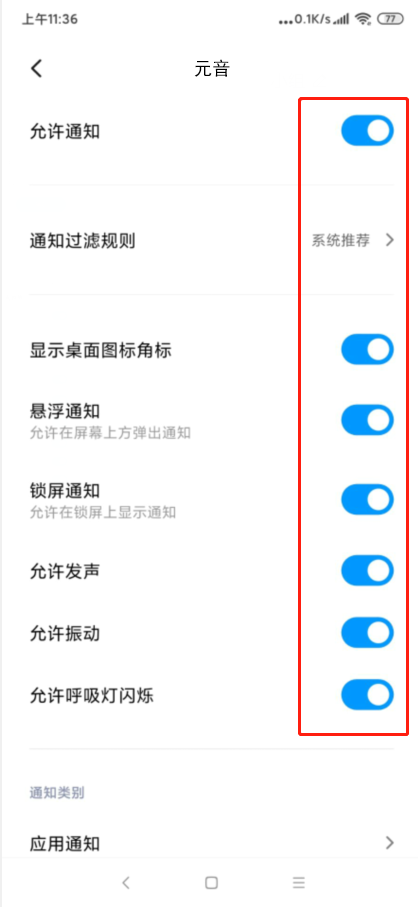 上午11:36
...0.1K/s
77
元音
允许通知
通知过滤规则
系统推荐
显示桌面图标角标
悬浮通知
允许在屏幕上方弹出通知
锁屏通知
允许在锁屏上显示通知
允许发声
允许振动
允许呼吸灯闪烁
通知类别
应用通知